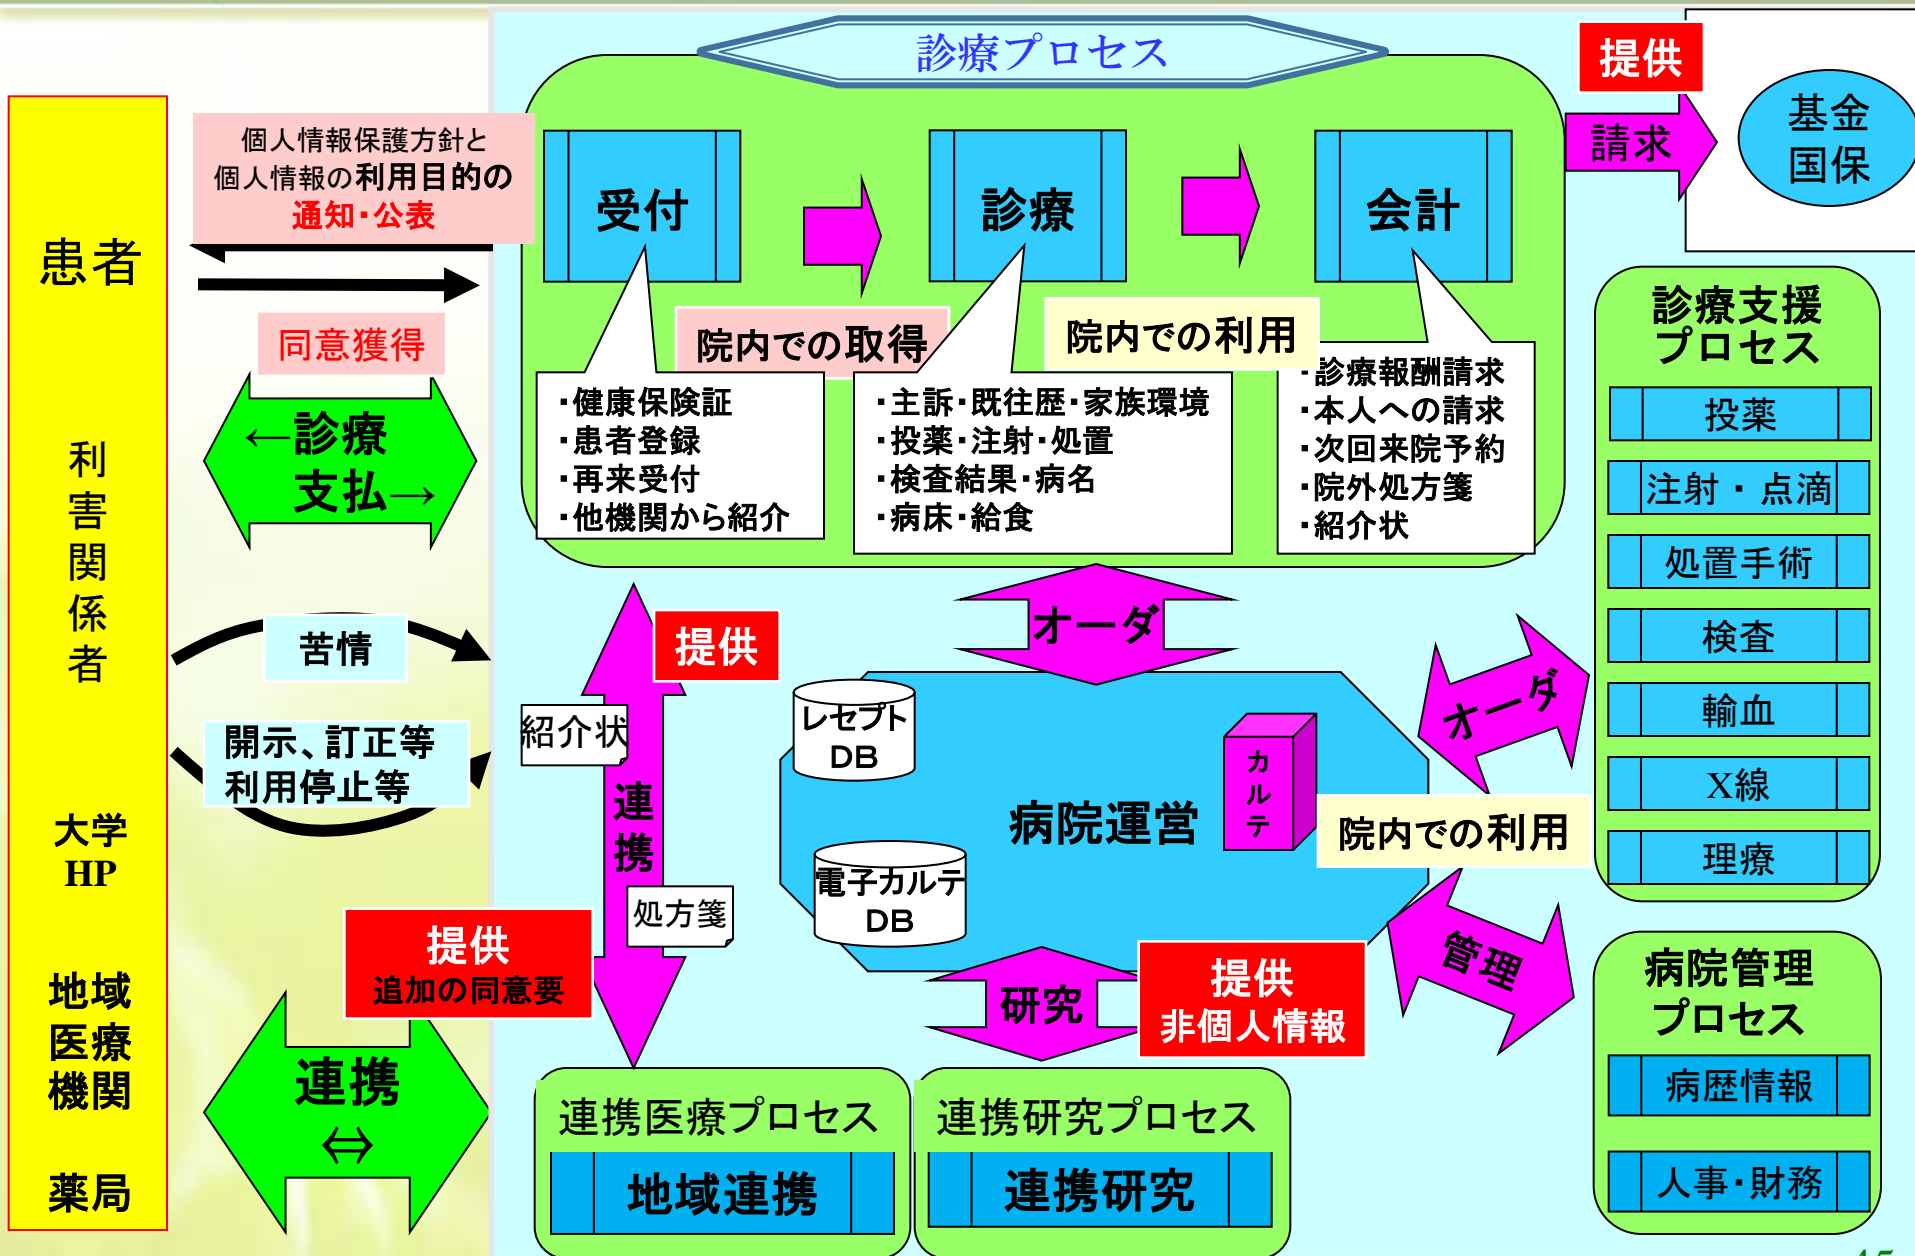 診療プロセス
提供
請求
基金
国保
個人情報保護方針と
個人情報の利用目的の
通知・公表
受付
診療
会計
患者
同意獲得
院内での取得
院内での利用
・健康保険証
・患者登録
・再来受付
・他機関から紹介
・主訴・既往歴・家族環境
・投薬・注射・処置
・検査結果・病名
・病床・給食
・診療報酬請求
・本人への請求
・次回来院予約
・院外処方箋
・紹介状
←診療
支払→
利
害
関
係
者
苦情
開示、訂正等
利用停止等
大学
HP
地域
医療
機関
薬局
提供
追加の同意要
連携
⇔
提供
紹介状
連
携
処方箋
オーダ
レセプト
DB
カ
ル
テ
病院運営
電子カルテ
DB
院内での利用
オーダ
管理
研究
提供
非個人情報
診療支援
プロセス
投薬
注射・点滴
処置手術
検査
輸血
X線
理療
病院管理
プロセス
病歴情報
人事・財務
連携医療プロセス
地域連携
連携研究プロセス
連携研究